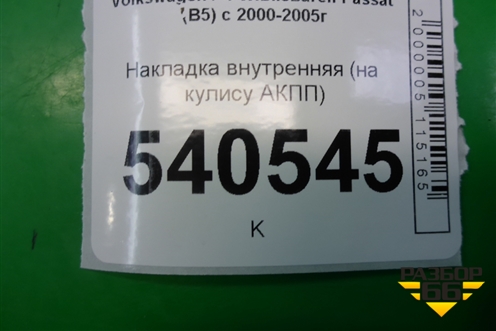 (B5) с 2000-2005г
Накладка внутренняя (на
кулису АКПП)
540545
К
2000005115165
РАЗБОР
66